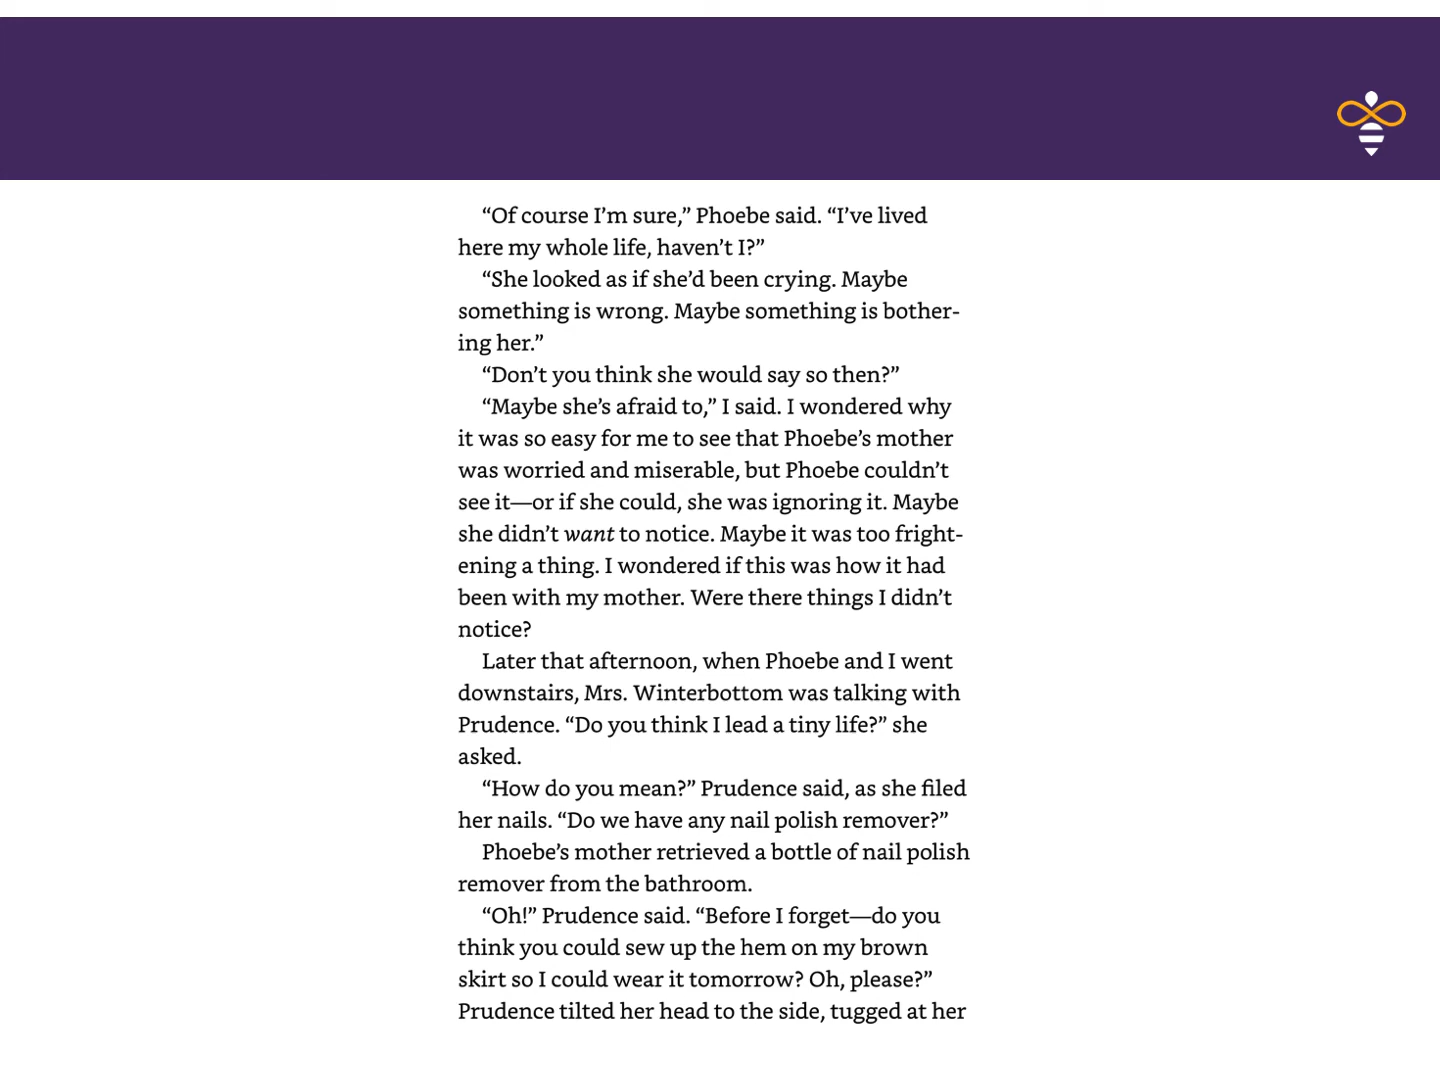 “Of course I’m sure,” Phoebe said. “I’ve lived
here my whole life, haven’t I?”
“She looked as if she’d been crying. Maybe
something is wrong. Maybe something is bother-
ing her.”
“Don’t you think she would say so then?”
“Maybe she’s afraid to,” I said. I wondered why
it was so easy for me to see that Phoebe’s mother
was worried and miserable, but Phoebe couldn’t
see it—or if she could, she was ignoring it. Maybe
she didn’t want to notice. Maybe it was too fright-
ening a thing. I wondered if this was how it had
been with my mother. Were there things I didn’t
notice?
Later that afternoon, when Phoebe and I went
downstairs, Mrs. Winterbottom was talking with
Prudence. “Do you think I lead a tiny life?” she
asked.
“How do you mean?” Prudence said, as she filed
her nails. “Do we have any nail polish remover?”
Phoebe’s mother retrieved a bottle of nail polish
remover from the bathroom.
“Oh!” Prudence said. “Before I forget—do you
think you could sew up the hem on my brown
skirt so I could wear it tomorrow? Oh, please?”
Prudence tilted her head to the side, tugged at her